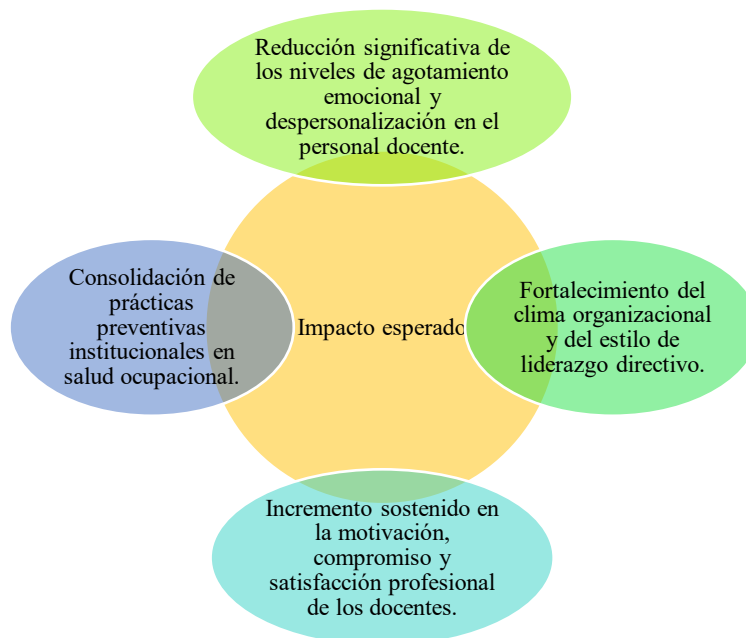 Reducción significativa de
los niveles de agotamiento
emocional y
despersonalización en el
personal docente.
Consolidación de
prácticas
preventivas
institucionales en
salud ocupacional.
Impacto esperado
Fortalecimiento del
clima organizacional
y del estilo de
liderazgo directivo.
Incremento sostenido en
la motivación,
compromiso y
satisfacción profesional
de los docentes.